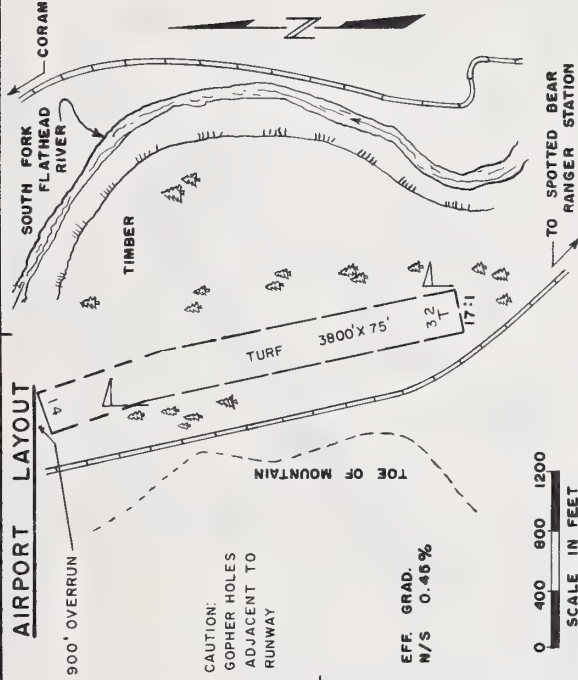 AIRPORT LAYOUT
900' OVERRUN
14
CAUTION:
GOPHER HOLES
ADJACENT TO
RUNWAY
EFF. GRAD.
N/S 0.45%
0 400 800 1200
SCALE IN FEET
TOE OF MOUNTAIN
TURF 3800' X 75'
32
T
17:1
TIMBER
SOUTH FORK
FLATHEAD
RIVER
CORAM
N
TO SPOTTED BEAR
RANGER STATION